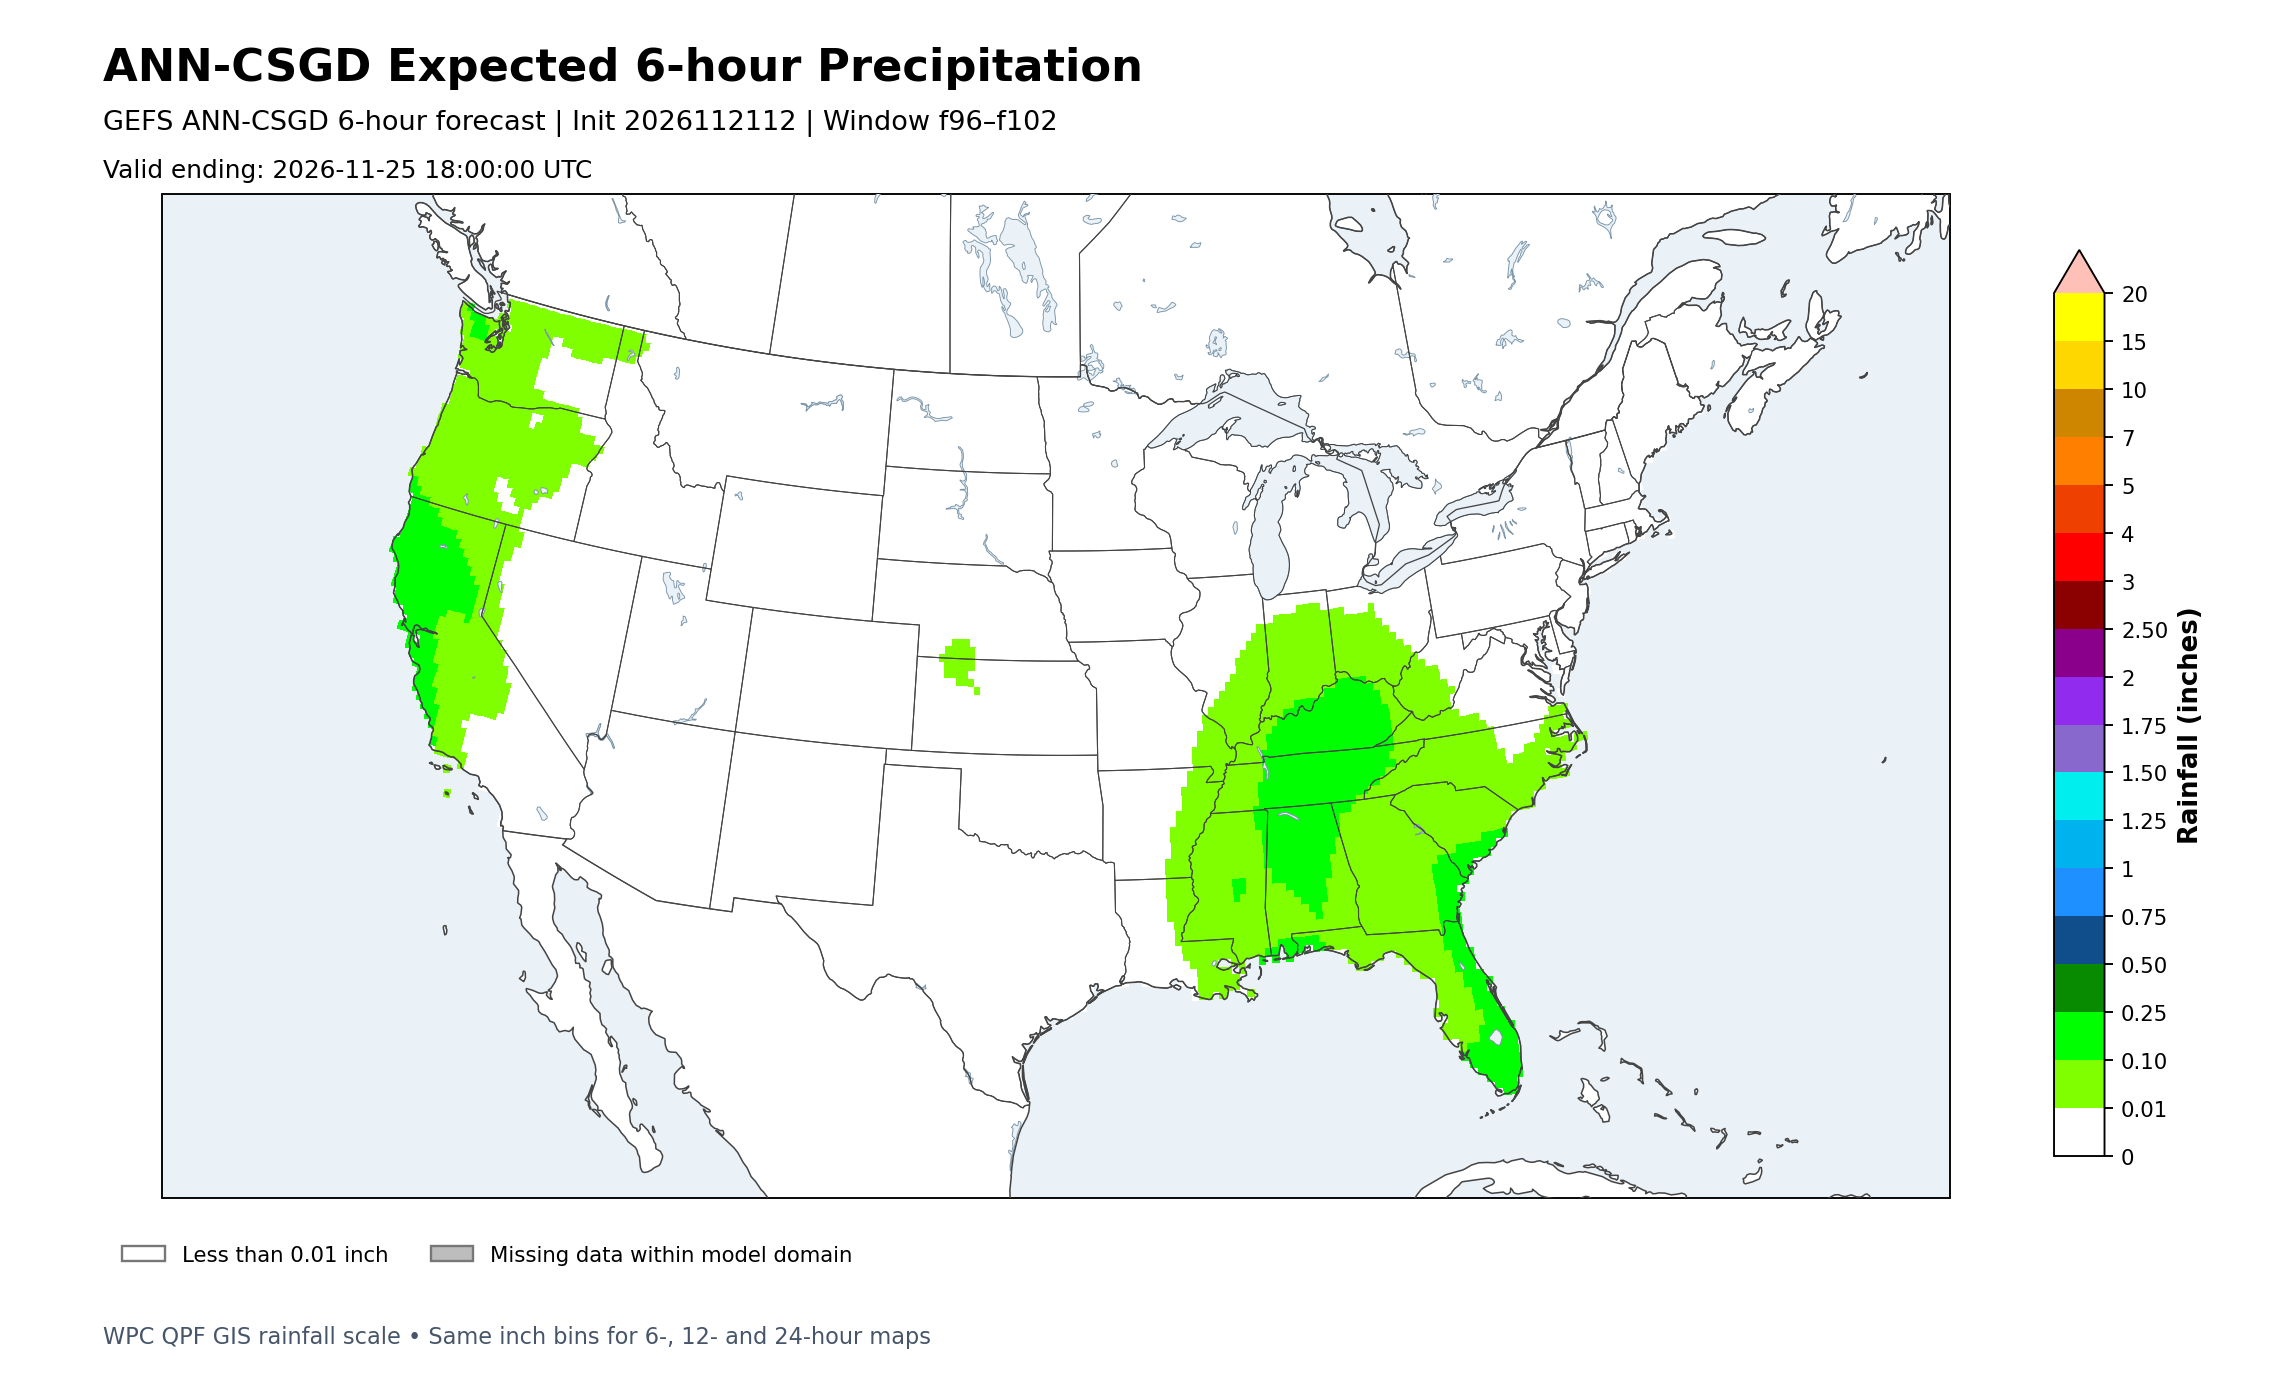 ANN-CSGD Expected 6-hour Precipitation
GEFS ANN-CSGD 6-hour forecast | Init 2026112112 | Window f96–f102
Valid ending: 2026-11-25 18:00:00 UTC
20
15
10
7
5
4
3
2.50
2
1.75
1.50
1.25
1
0.75
0.50
0.25
0.10
0.01
0
Rainfall (inches)
Less than 0.01 inch
Missing data within model domain
WPC QPF GIS rainfall scale • Same inch bins for 6-, 12- and 24-hour maps